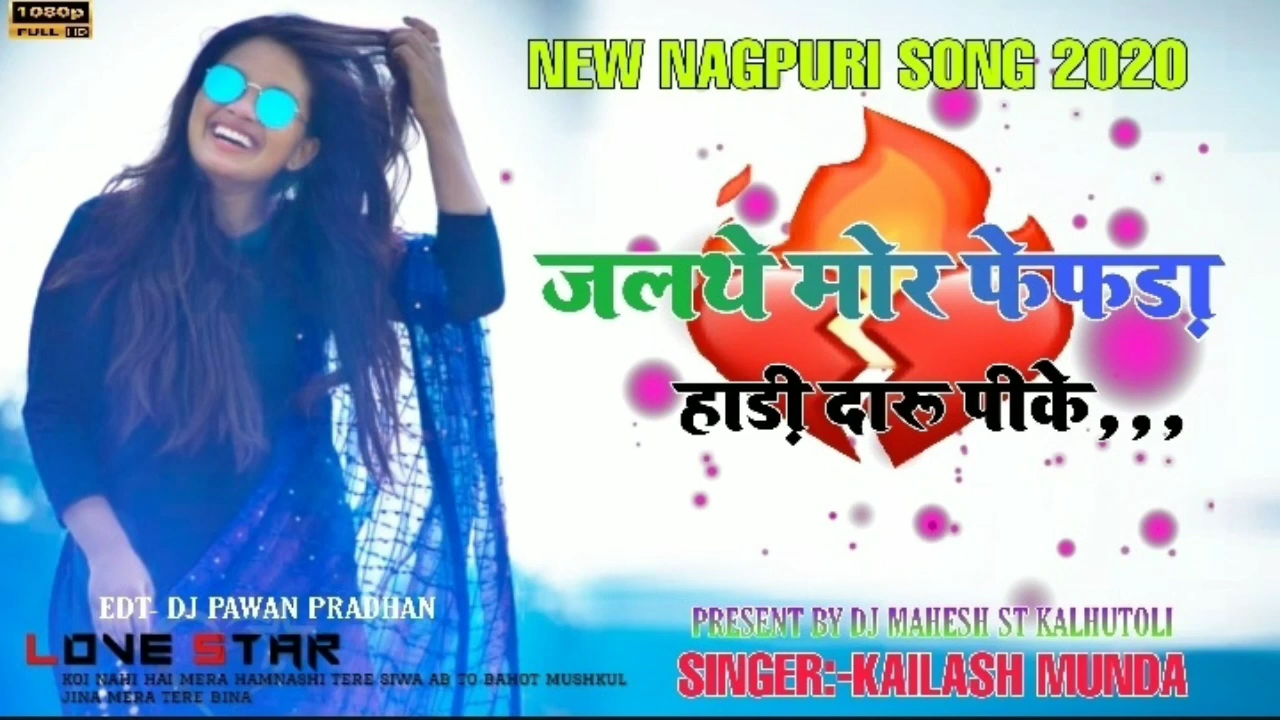 1080p
FULL HD
NEW NAGPURI SONG 2020
जलथे मोर फेफडा़
हाडी़ दारू पीके,,,
EDT- DJ PAWAN PRADHAN
LOVE STAR
KOI NAHI HAI MERA HAMNASHI TERE SIWA AB TO BAHOT MUSHKUL
JINA MERA TERE BINA
PRESENT BY DJ MAHESH ST KALHUTOLI
SINGER:-KAILASH MUNDA